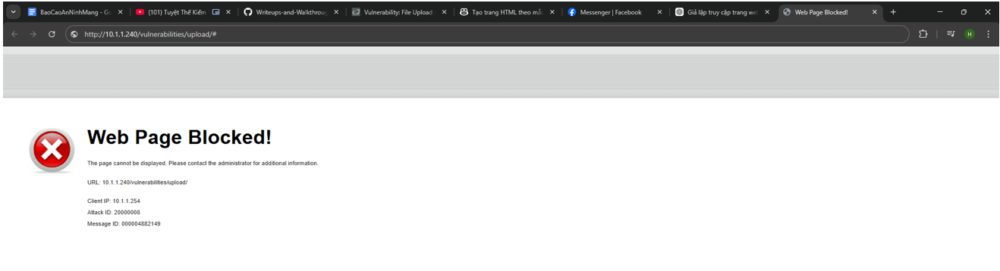 BaoCaoAnNinhMang - Go
(101) Tuyệt Thế Kiếm
Writeups-and-Walkthroug
Vulnerability: File Upload
Tạo trang HTML theo mẫu
Messenger | Facebook
Giả lập truy cập trang web
Web Page Blocked!
http://10.1.1.240/vulnerabilities/upload/#
H
Web Page Blocked!
The page cannot be displayed. Please contact the administrator for additional information.
URL: 10.1.1.240/vulnerabilities/upload/
Client IP: 10.1.1.254
Attack ID: 20000008
Message ID: 000004882149